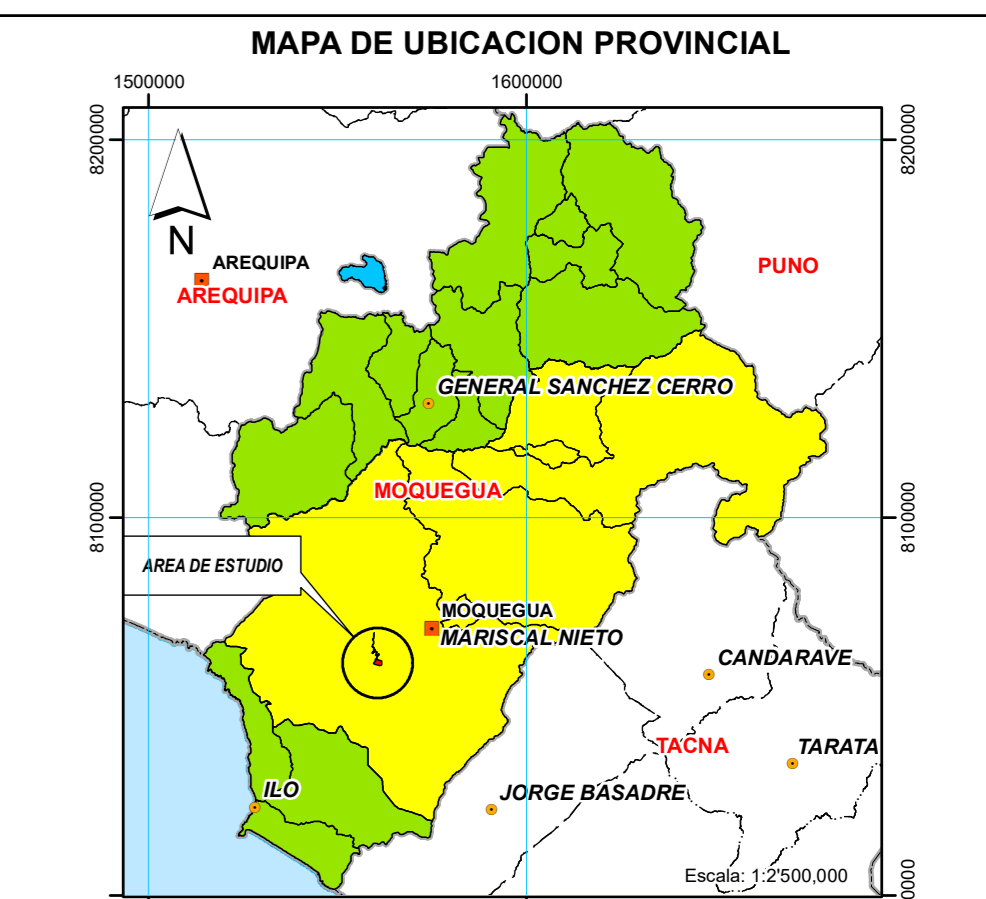 MAPA DE UBICACION PROVINCIAL
1500000
1600000
8200000
8200000
N
AREQUIPA
AREQUIPA
PUNO
GENERAL SANCHEZ CERRO
MOQUEGUA
8100000
8100000
AREA DE ESTUDIO
MOQUEGUA
MARISCAL NIETO
CANDARAVE
TACNA
TARATA
ILO
JORGE BASADRE
Escala: 1:2'500,000
0000